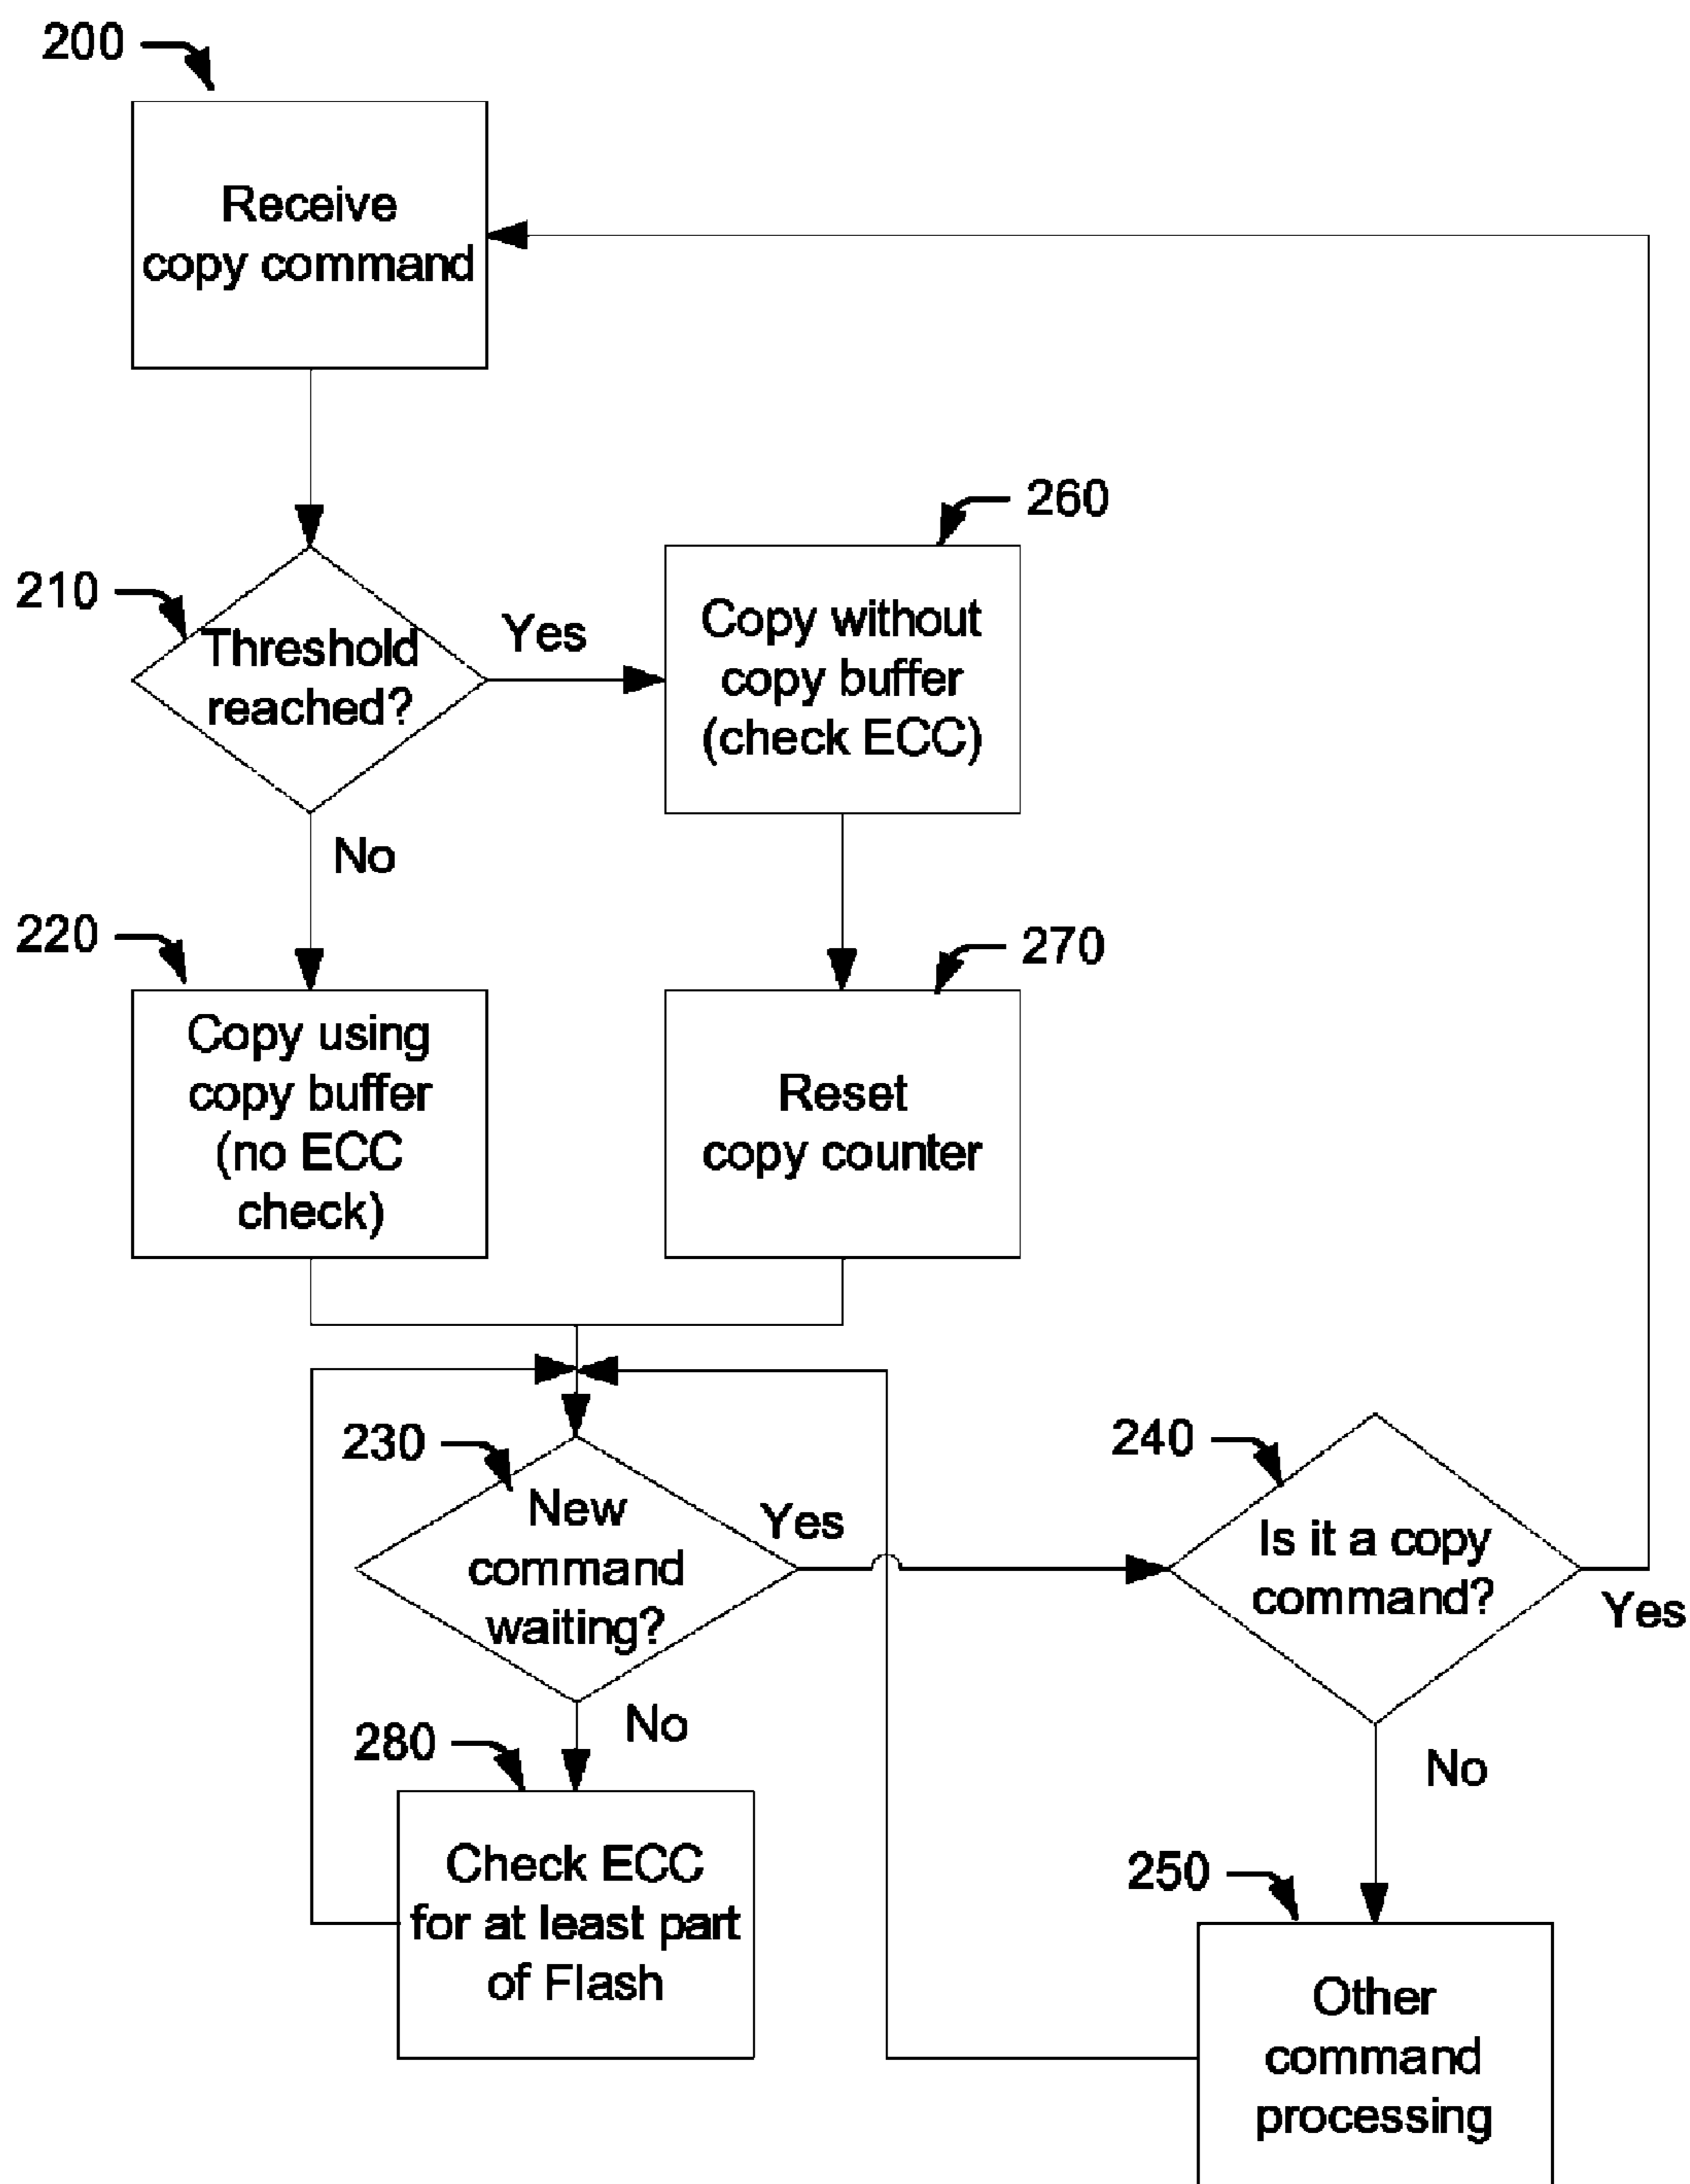 200
Receive
copy command
210
Threshold
reached?
Yes
No
260
Copy without
copy buffer
(check ECC)
220
Copy using
copy buffer
(no ECC
check)
270
Reset
copy counter
230
New
command
waiting?
Yes
No
240
Is it a copy
command?
Yes
No
280
Check ECC
for at least part
of Flash
250
Other
command
processing